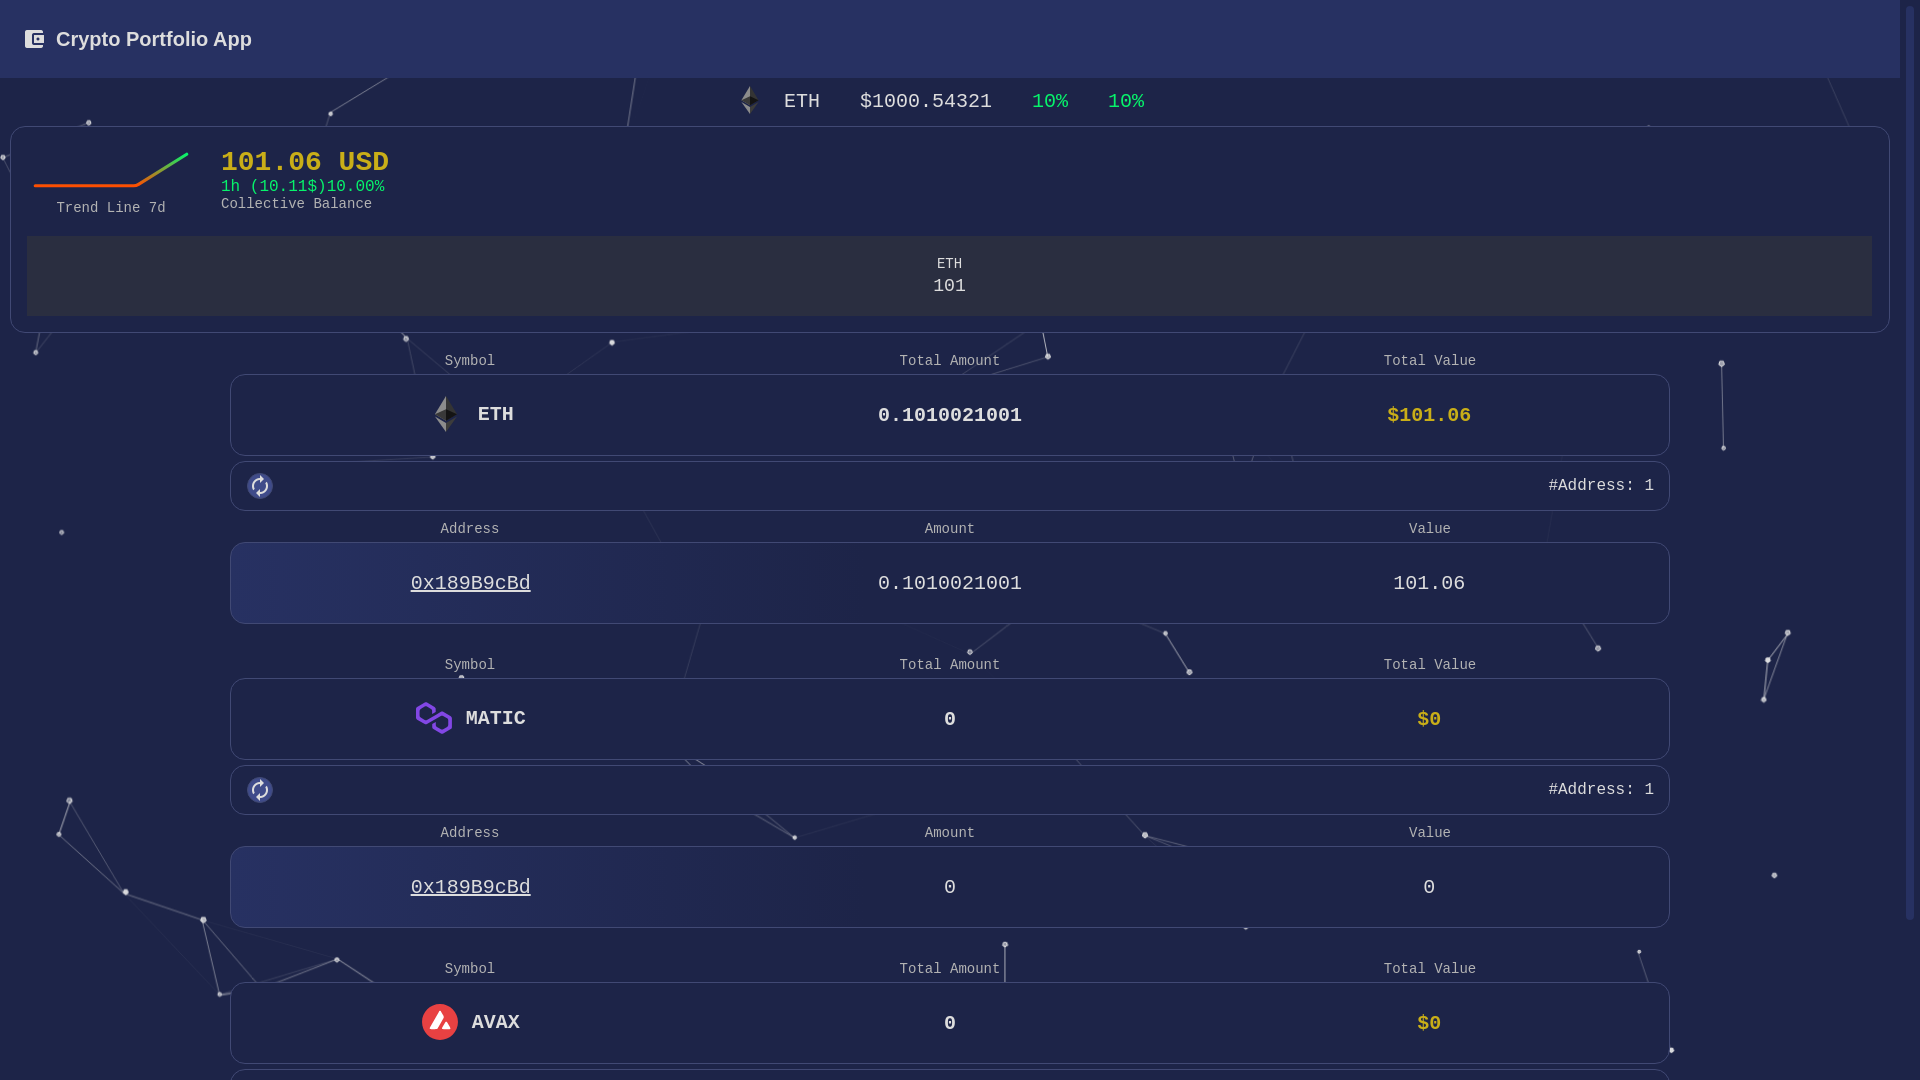 Crypto Portfolio App
ETH $1000.54321 10% 10%
101.06 USD
1h (10.11$)10.00%
Collective Balance
Trend Line 7d
ETH
101
Symbol Total Amount Total Value
ETH 0.1010021001 $101.06
#Address: 1
Address Amount Value
0x189B9cBd 0.1010021001 101.06
Symbol Total Amount Total Value
MATIC 0 $0
#Address: 1
Address Amount Value
0x189B9cBd 0 0
Symbol Total Amount Total Value
AVAX 0 $0